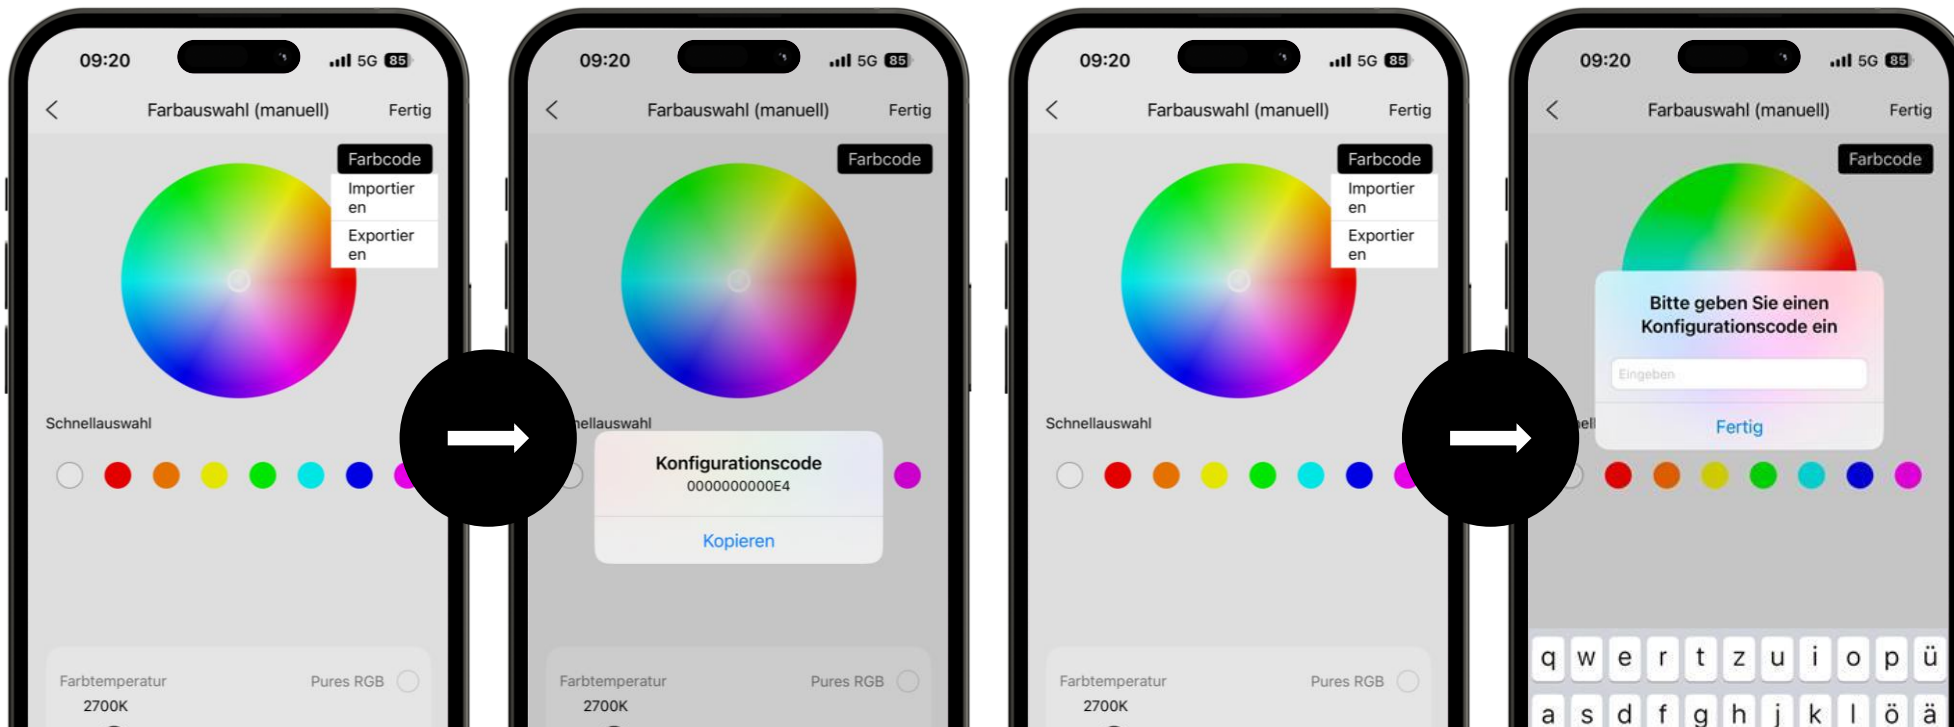 09:20
5G 85
Farbauswahl (manuell)
Fertig
Farbcode
Importier
en
Exportier
en
Schnellauswahl
Farbtemperatur
Pures RGB
2700K
09:20
5G 85
Farbauswahl (manuell)
Fertig
Farbcode
nellauswahl
Konfigurationscode
0000000000E4
Kopieren
Farbtemperatur
Pures RGB
2700K
09:20
5G 85
Farbauswahl (manuell)
Fertig
Farbcode
Importier
en
Exportier
en
Schnellauswahl
Farbtemperatur
Pures RGB
2700K
09:20
5G 85
Farbauswahl (manuell)
Fertig
Farbcode
Bitte geben Sie einen
Konfigurationscode ein
Eingeben
Fertig
nell
q w e r t z u i o p ü
a s d f g h j k l ö ä